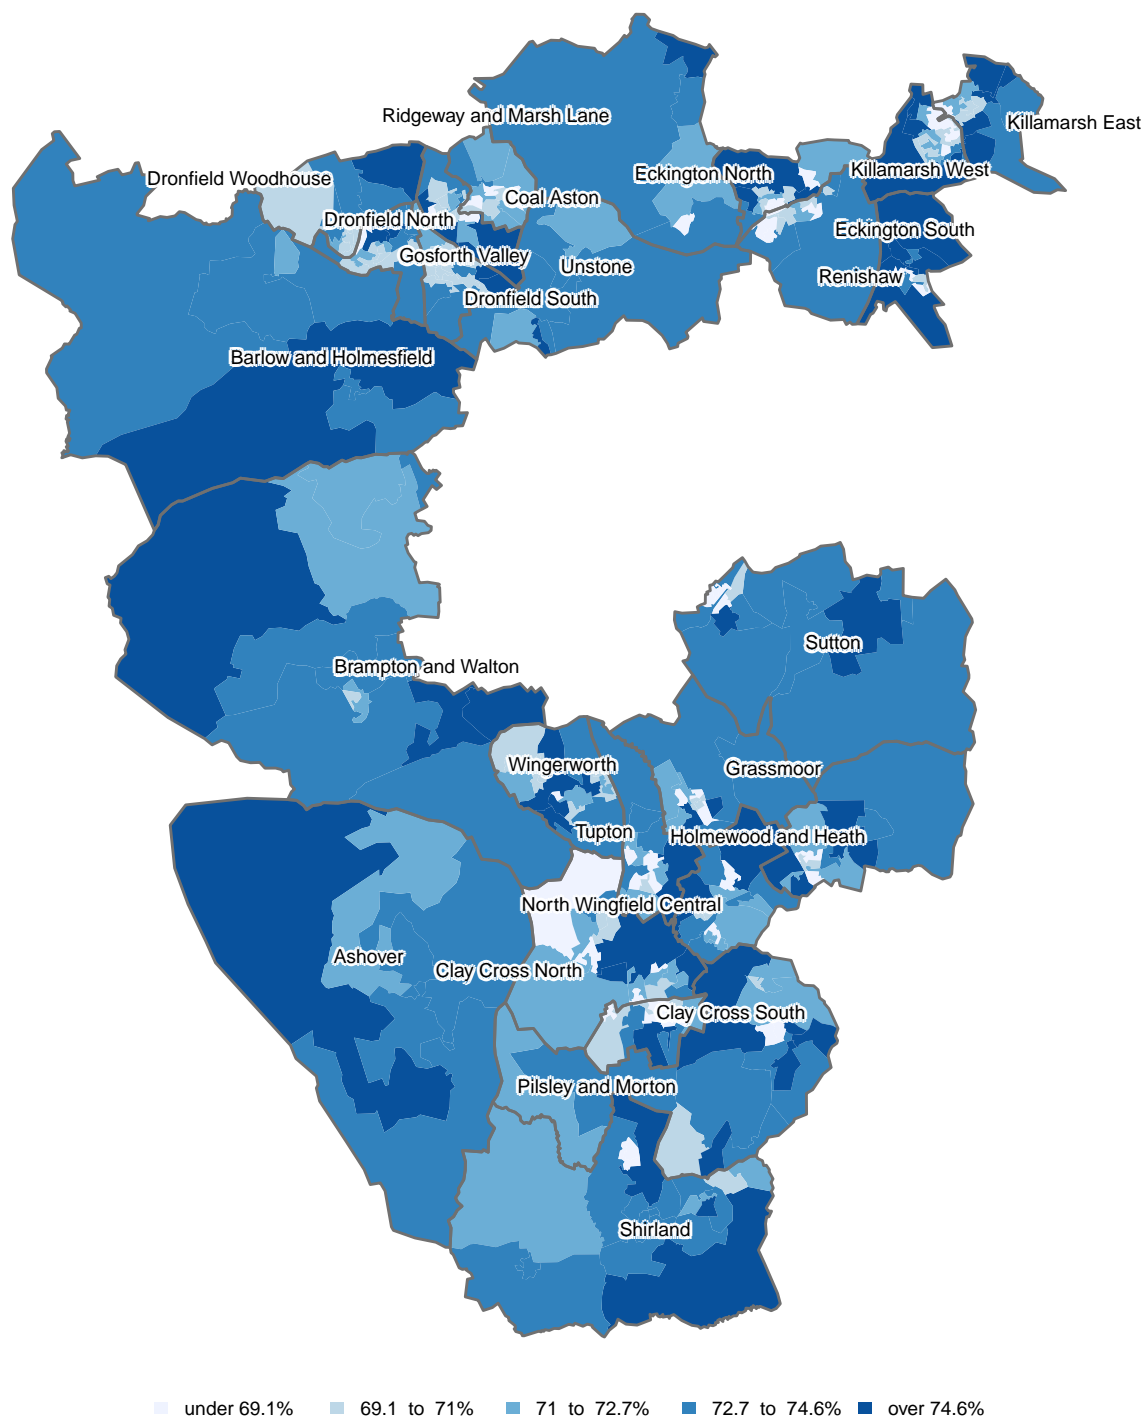 Ridgeway and Marsh Lane
Killamarsh East
Dronfield Woodhouse
Eckington North
Killamarsh West
Coal Aston
Dronfield North
Eckington South
Gosforth Valley
Unstone
Renishaw
Dronfield South
Barlow and Holmesfield
Sutton
Brampton and Walton
Wingerworth
Grassmoor
Tupton
Holmewood and Heath
North Wingfield Central
Ashover
Clay Cross North
Clay Cross South
Pilsley and Morton
Shirland
under 69.1% 69.1 to 71% 71 to 72.7% 72.7 to 74.6% over 74.6%